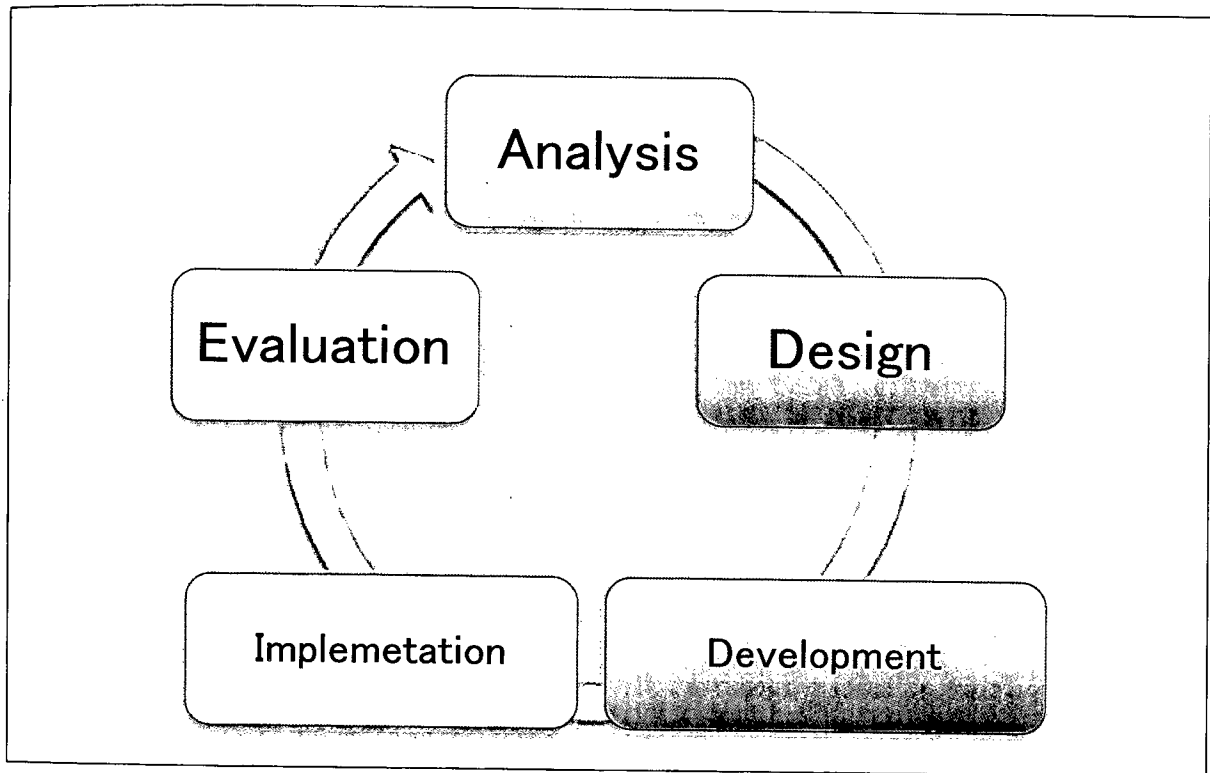 Analysis
Design
Development
Implemetation
Evaluation